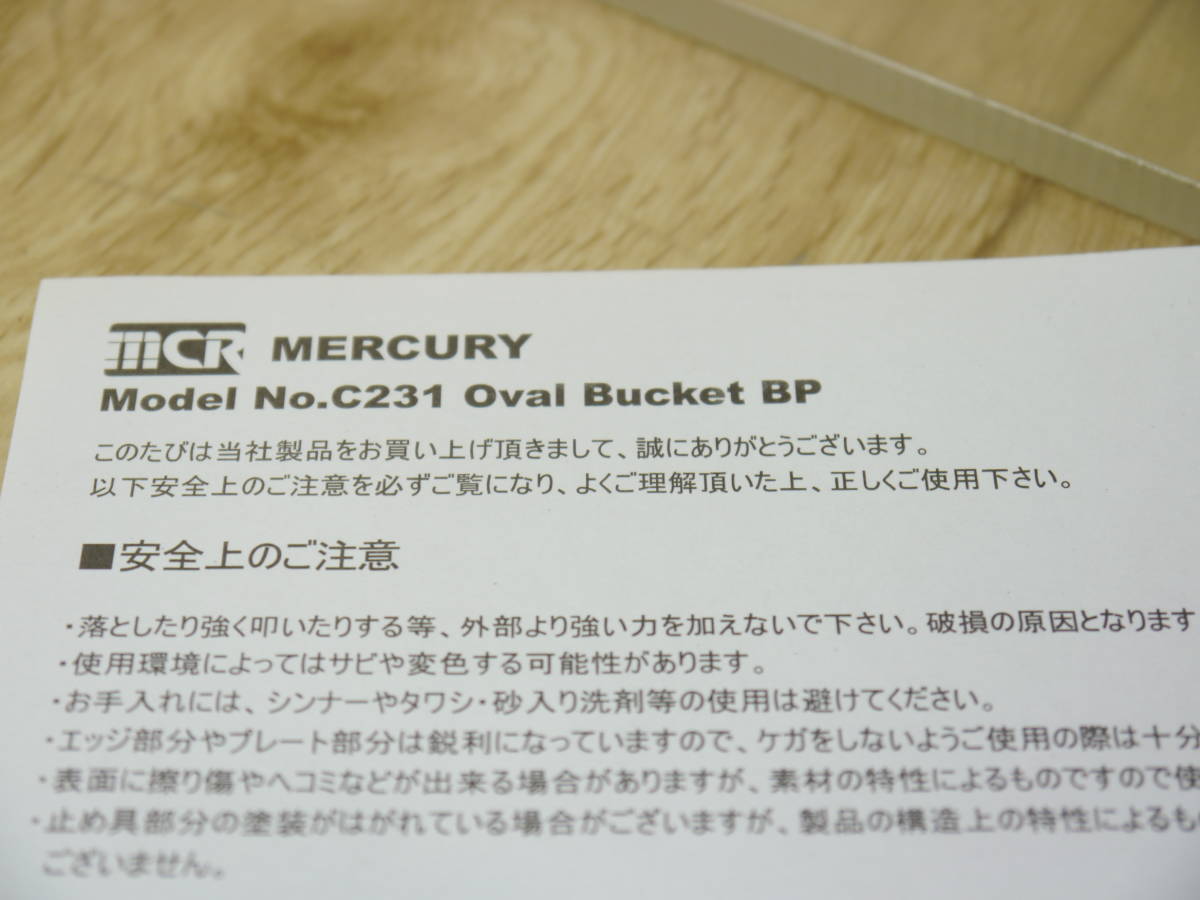 MCR MERCURY
Model No.C231 Oval Bucket BP
このたびは当社製品をお買い上げ頂きまして、誠にありがとうございます。
以下安全上のご注意を必ずご覧になり、よくご理解頂いた上、正しくご使用下さい。
■安全上のご注意
・落としたり強く叩いたりする等、外部より強い力を加えないで下さい。破損の原因となります
・使用環境によってはサビや変色する可能性があります。
・お手入れには、シンナーやタワシ・砂入り洗剤等の使用は避けてください。
・エッジ部分やプレート部分は鋭利になっていますので、ケガをしないようご使用の際は十分
・表面に擦り傷やヘコミなどが出来る場合がありますが、素材の特性によるものですので使
・止め具部分の塗装がはがれている場合がございますが、製品の構造上の特性によるもの
ございません。